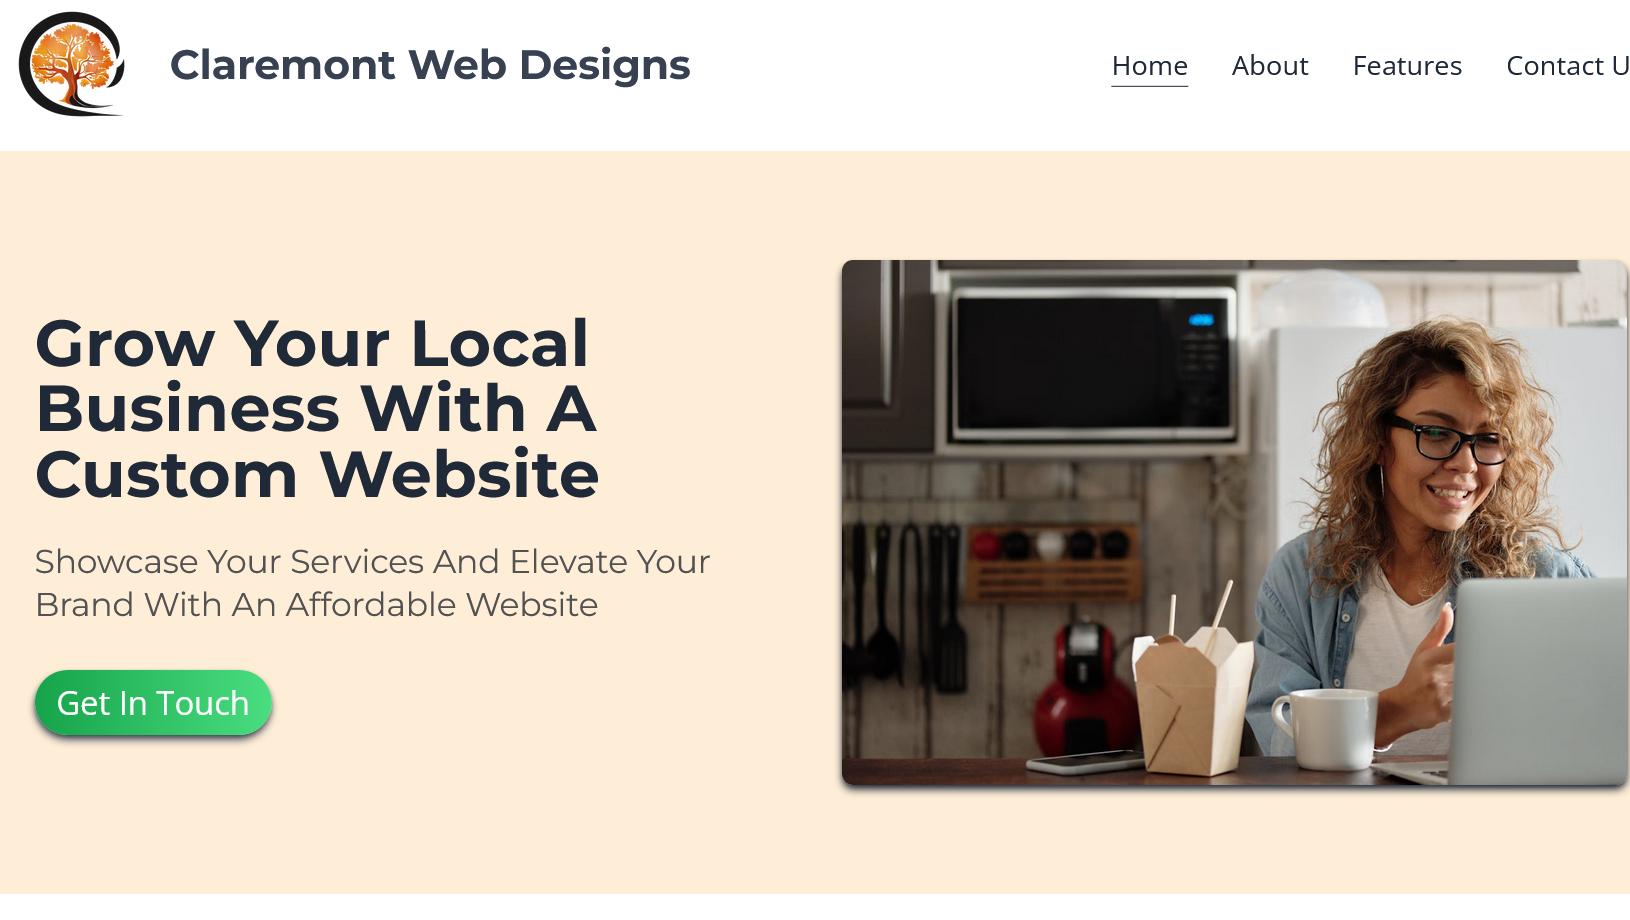 Claremont Web Designs
Home About Features Contact U
Grow Your Local
Business With A
Custom Website
Showcase Your Services And Elevate Your
Brand With An Affordable Website
Get In Touch